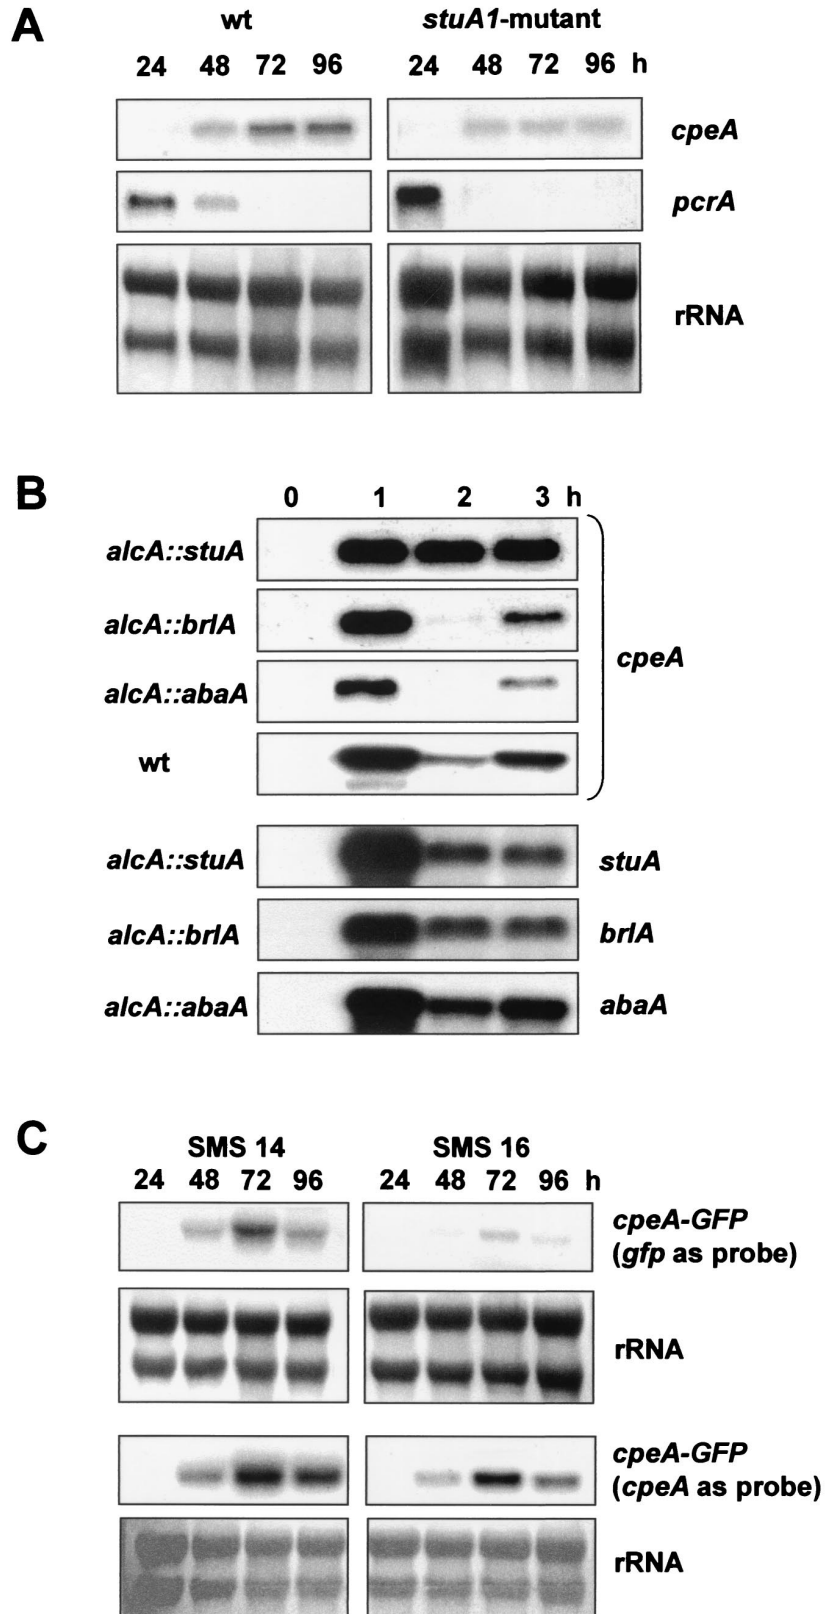 A
wt stuA1-mutant
24 48 72 96 24 48 72 96 h
cpeA
pcrA
rRNA
B
0 1 2 3 h
alcA::stuA
alcA::brlA
cpeA
alcA::abaA
wt
alcA::stuA stuA
alcA::brlA brlA
alcA::abaA abaA
C
SMS 14 SMS 16
24 48 72 96 24 48 72 96 h
cpeA-GFP
(gfp as probe)
rRNA
cpeA-GFP
(cpeA as probe)
rRNA